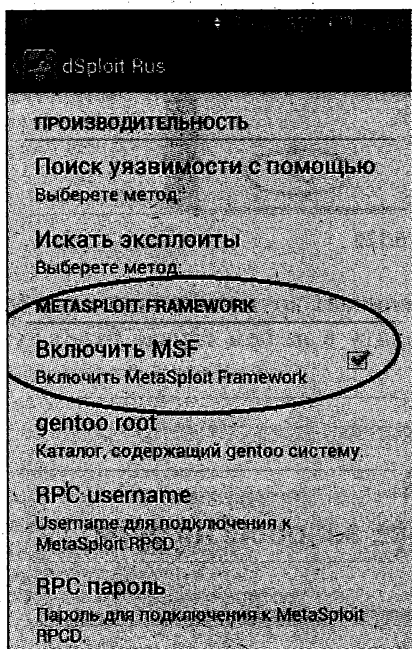 dSploit Rus
ПРОИЗВОДИТЕЛЬНОСТЬ
Поиск уязвимости с помощью
Выберете метод.
Искать эксплоиты
Выберете метод.
METASPLOIT FRAMEWORK
Включить MSF
Включить MetaSploit Framework
gentoo root
Каталог, содержащий gentoo систему.
RPC username
Username для подключения к
MetaSploit RPCD.
RPC пароль
Пароль для подключения к MetaSploit
RPCD.